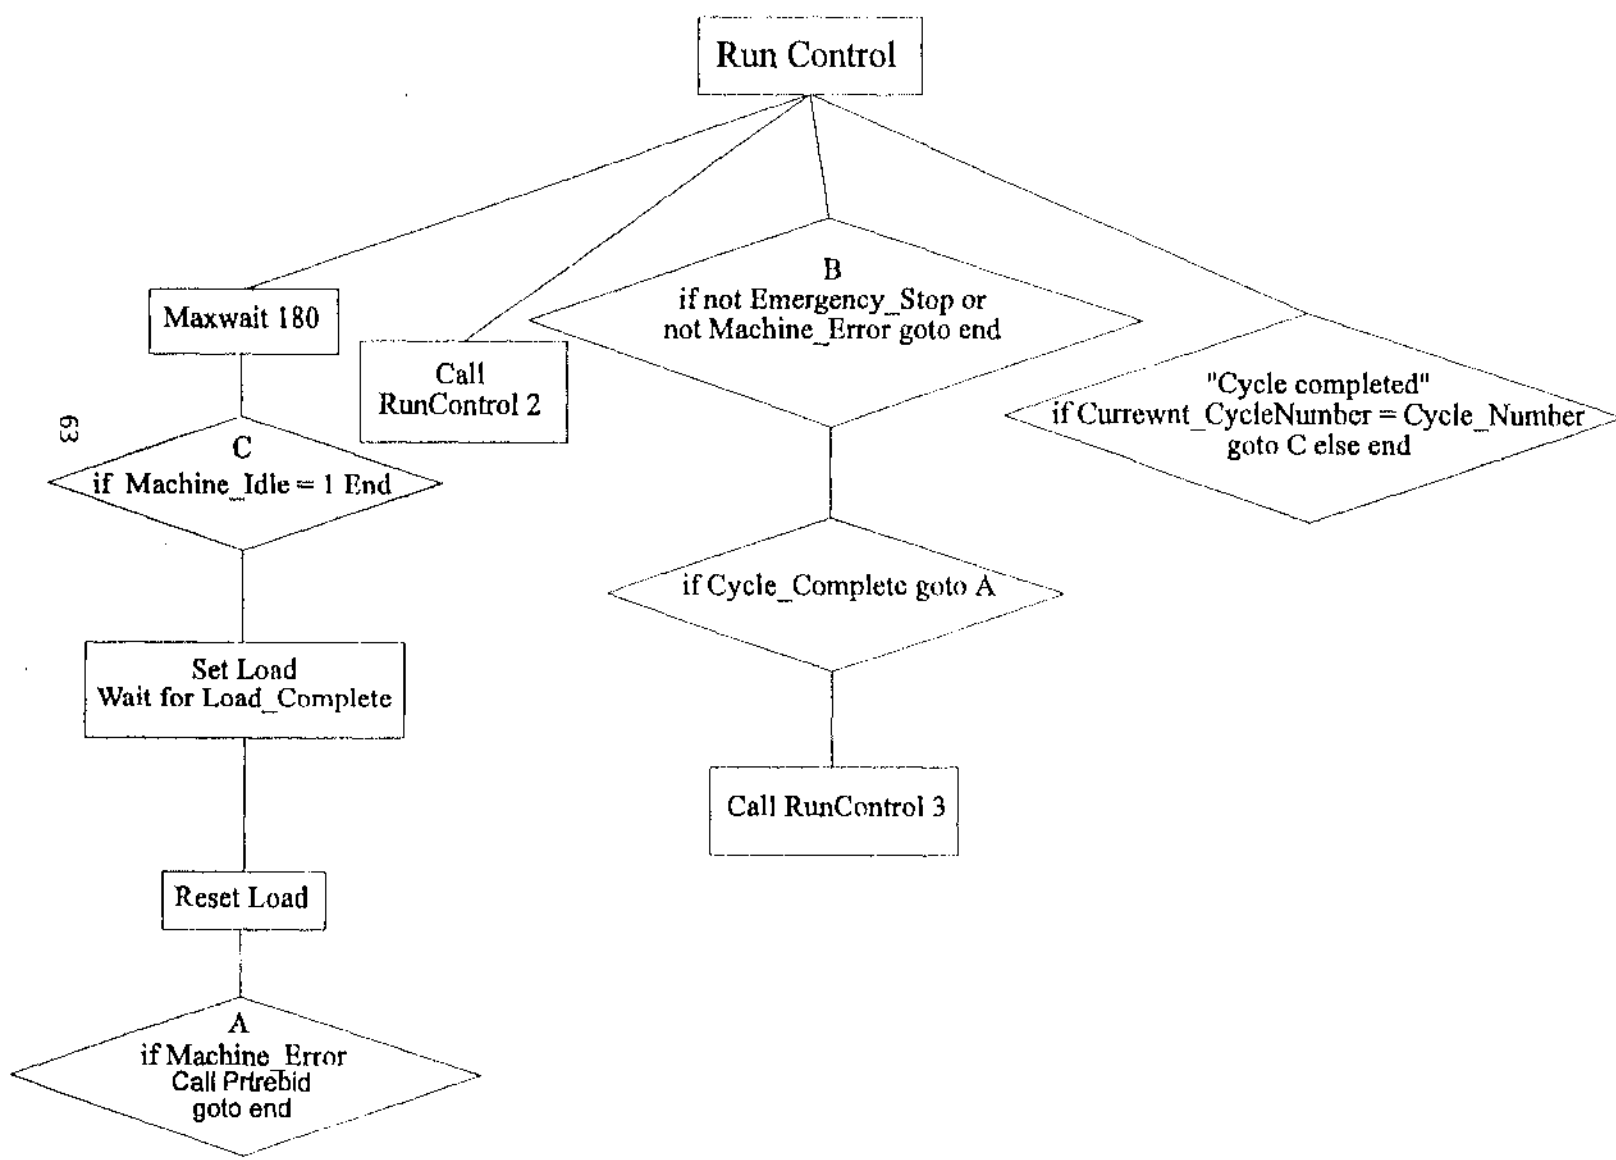 Run Control
Maxwait 180
63
C
if Machine_Idle = 1 End
Set Load
Wait for Load_Complete
Reset Load
A
if Machine_Error
Call Prtrebid
goto end
Call
RunControl 2
B
if not Emergency_Stop or
not Machine_Error goto end
if Cycle_Complete goto A
Call RunControl 3
"Cycle completed"
if Currewnt_CycleNumber = Cycle_Number
goto C else end